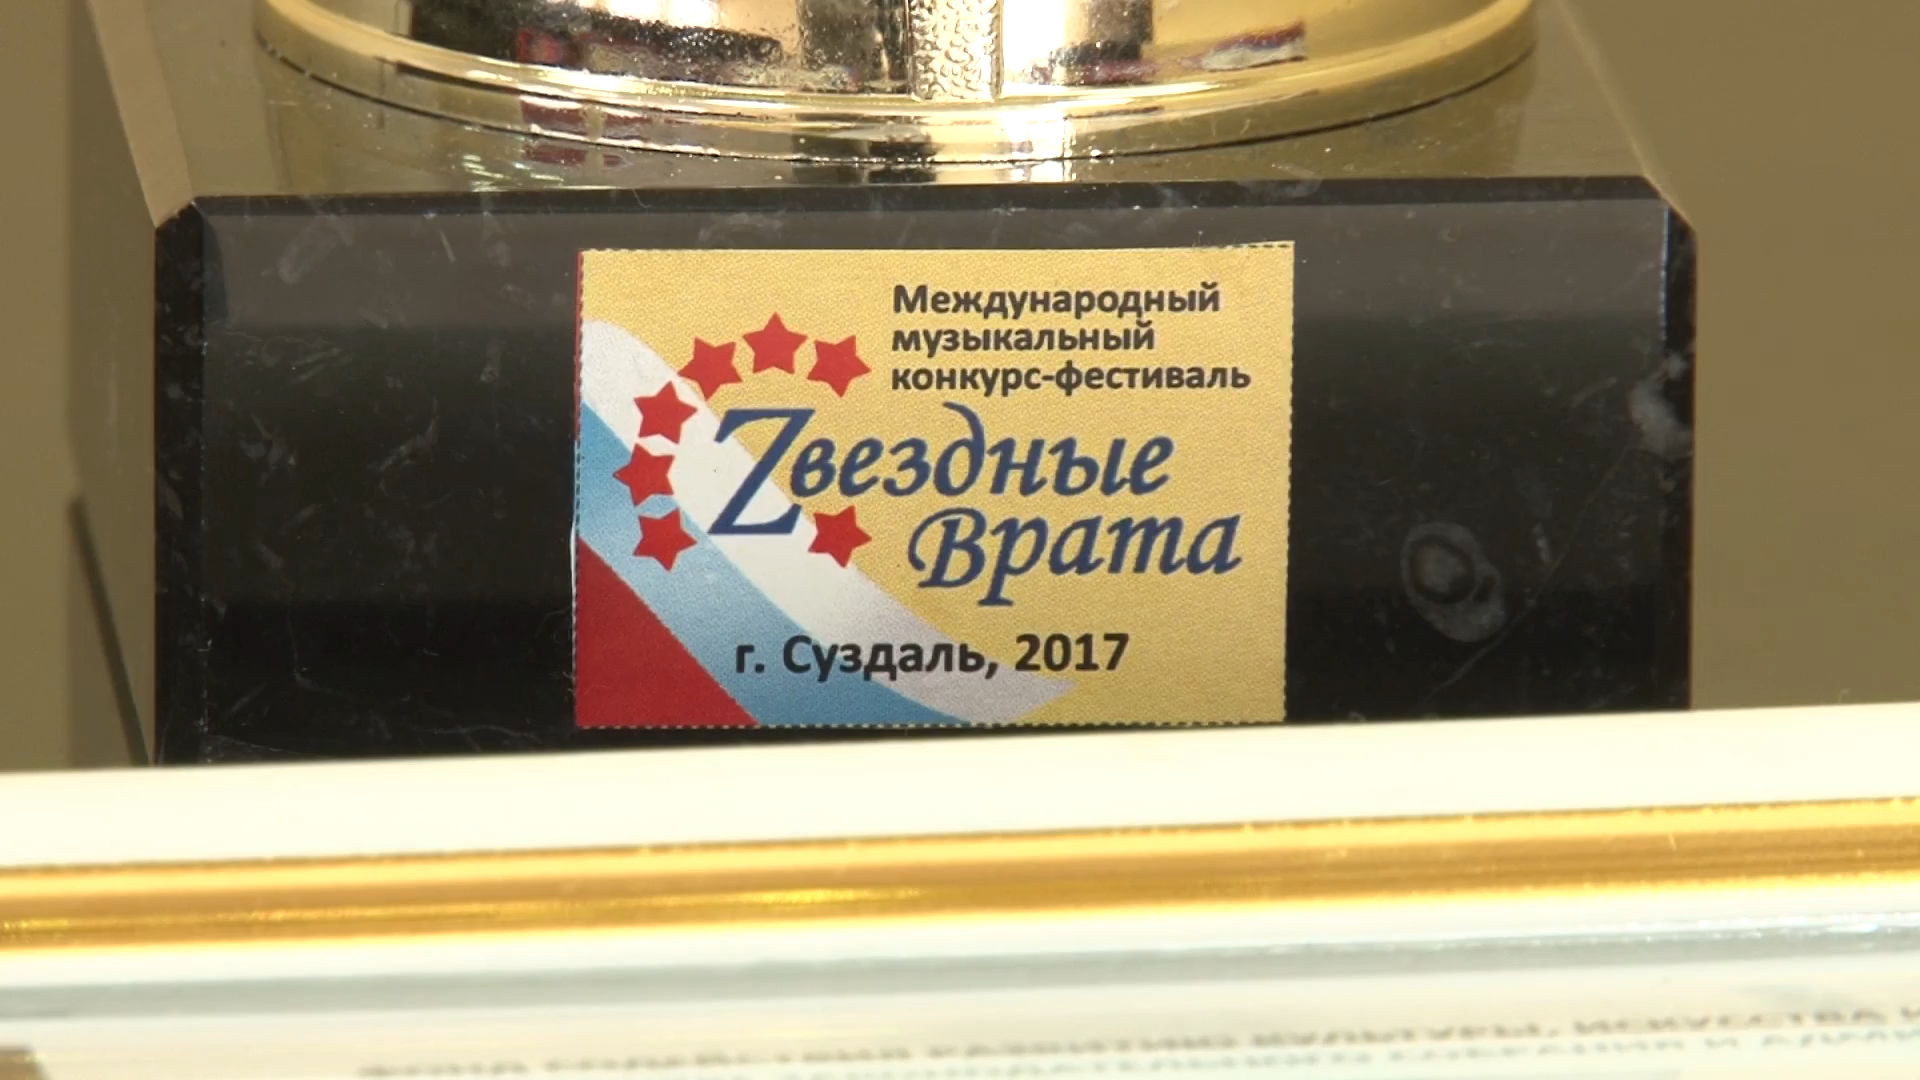 Международный
музыкальный
конкурс-фестиваль
Zвездные
Врата
г. Суздаль, 2017